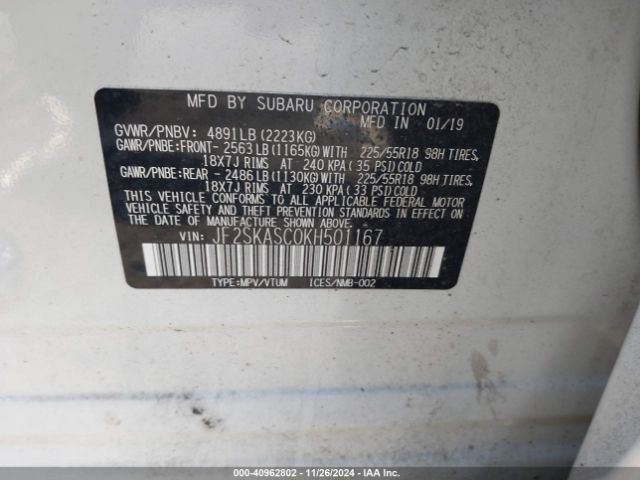 MFD BY SUBARU CORPORATION
MFD IN 01/19
GVWR/PNBV: 4891LB(2223KG)
GAWR/PNBE:FRONT- 2563LB(1165KG)WITH 225/55R18 98H TIRES,
18X7J RIMS AT 240 KPA(35 PSI)COLD
GAWR/PNBE:REAR - 2486LB(1130KG)WITH 225/55R18 98H TIRES,
18X7J RIMS AT 230 KPA(33 PSI)COLD
THIS VEHICLE CONFORMS TO ALL APPLICABLE FEDERAL MOTOR
VEHICLE SAFETY AND THEFT PREVENTION STANDARDS IN EFFECT
ON THE DATE OF MANUFACTURE SHOWN ABOVE.
VIN: JF2SKASC0KH501167
TYPE:MPV/VTUM ICES/NMB-002
000-40962802 - 11/26/2024 - IAA Inc.